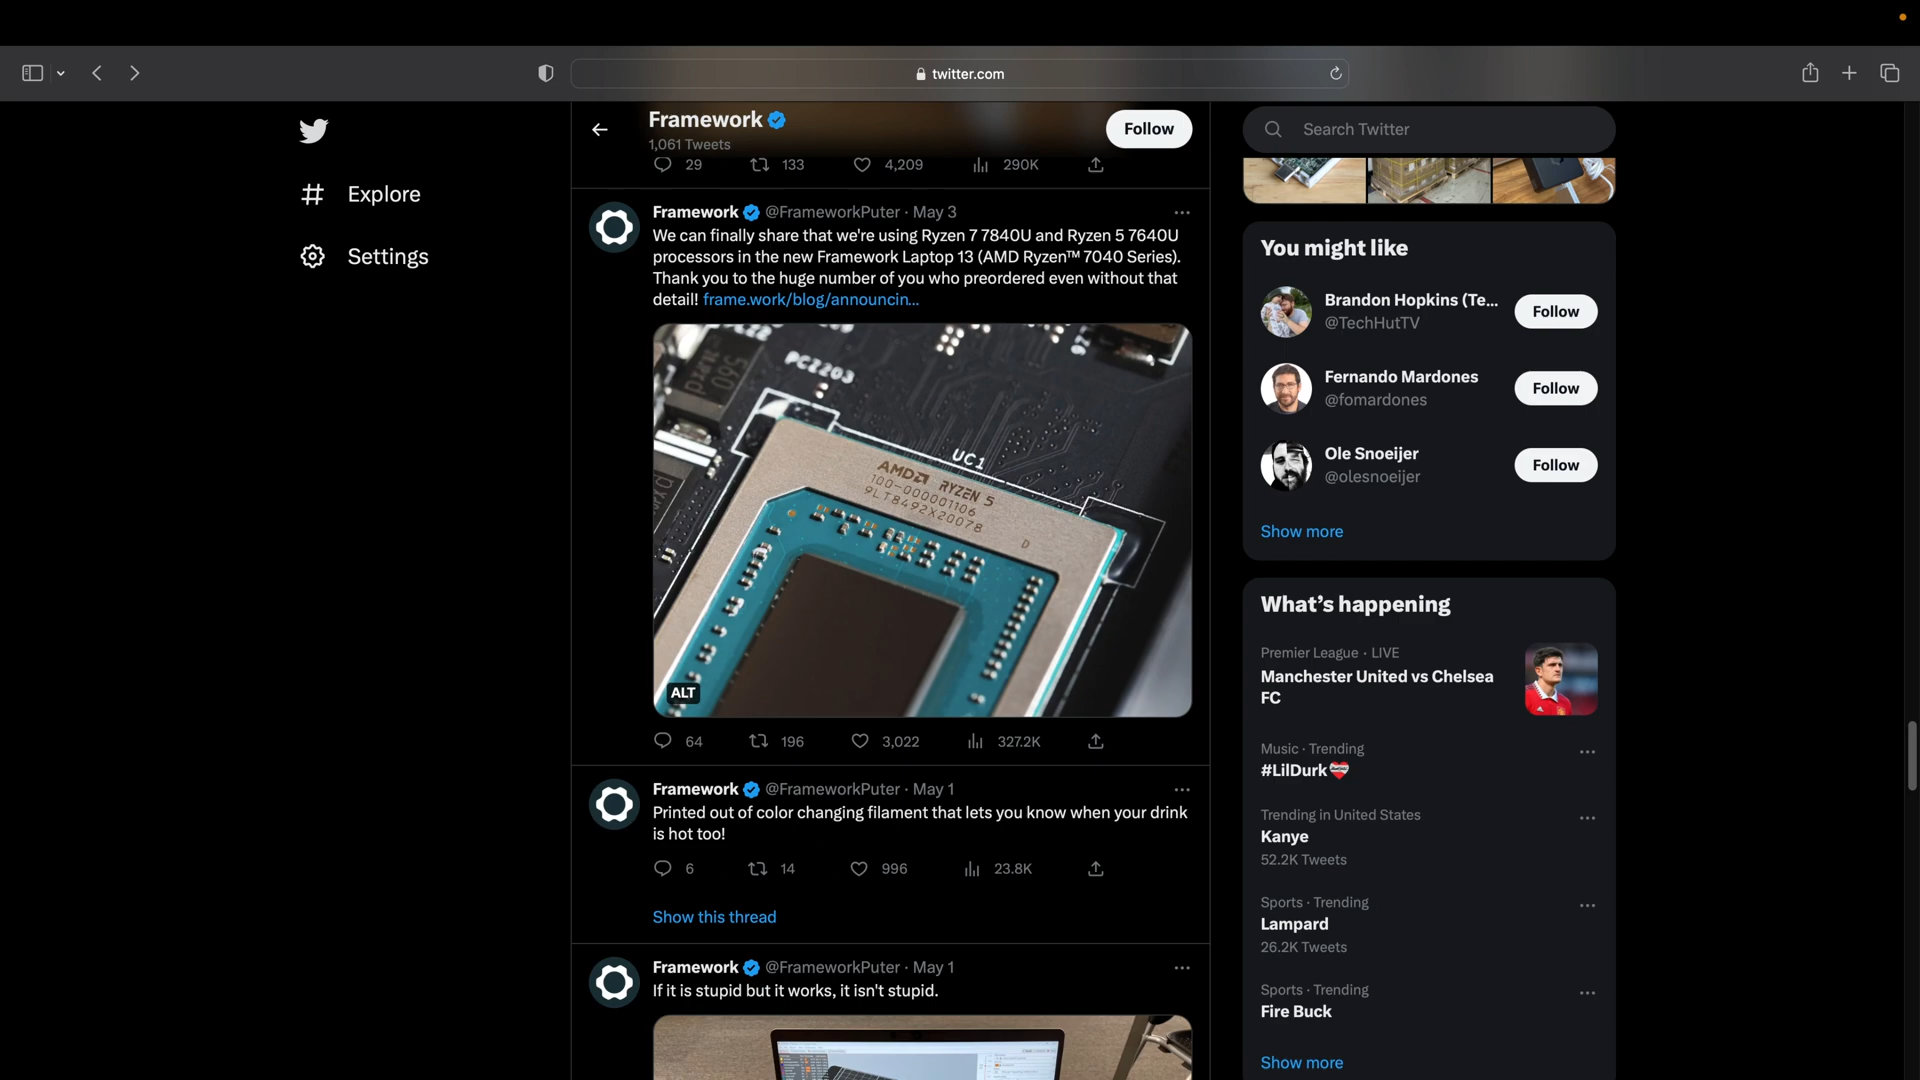 twitter.com
Explore
Settings
Framework
1,061 Tweets
Follow
29 133 4,209 290K
Framework @FrameworkPuter · May 3
We can finally share that we're using Ryzen 7 7840U and Ryzen 5 7640U
processors in the new Framework Laptop 13 (AMD Ryzen™ 7040 Series).
Thank you to the huge number of you who preordered even without that
detail! frame.work/blog/announcin...
PC2203
UC1
AMD RYZEN 5
100-000001106
9LT8492X20078
D
ALT
64 196 3,022 327.2K
Framework @FrameworkPuter · May 1
Printed out of color changing filament that lets you know when your drink
is hot too!
6 14 996 23.8K
Show this thread
Framework @FrameworkPuter · May 1
If it is stupid but it works, it isn't stupid.
Search Twitter
You might like
Brandon Hopkins (Te...
@TechHutTV
Follow
Fernando Mardones
@fomardones
Follow
Ole Snoeijer
@olesnoeijer
Follow
Show more
What's happening
Premier League · LIVE
Manchester United vs Chelsea
FC
Music · Trending
#LilDurk
Trending in United States
Kanye
52.2K Tweets
Sports · Trending
Lampard
26.2K Tweets
Sports · Trending
Fire Buck
Show more